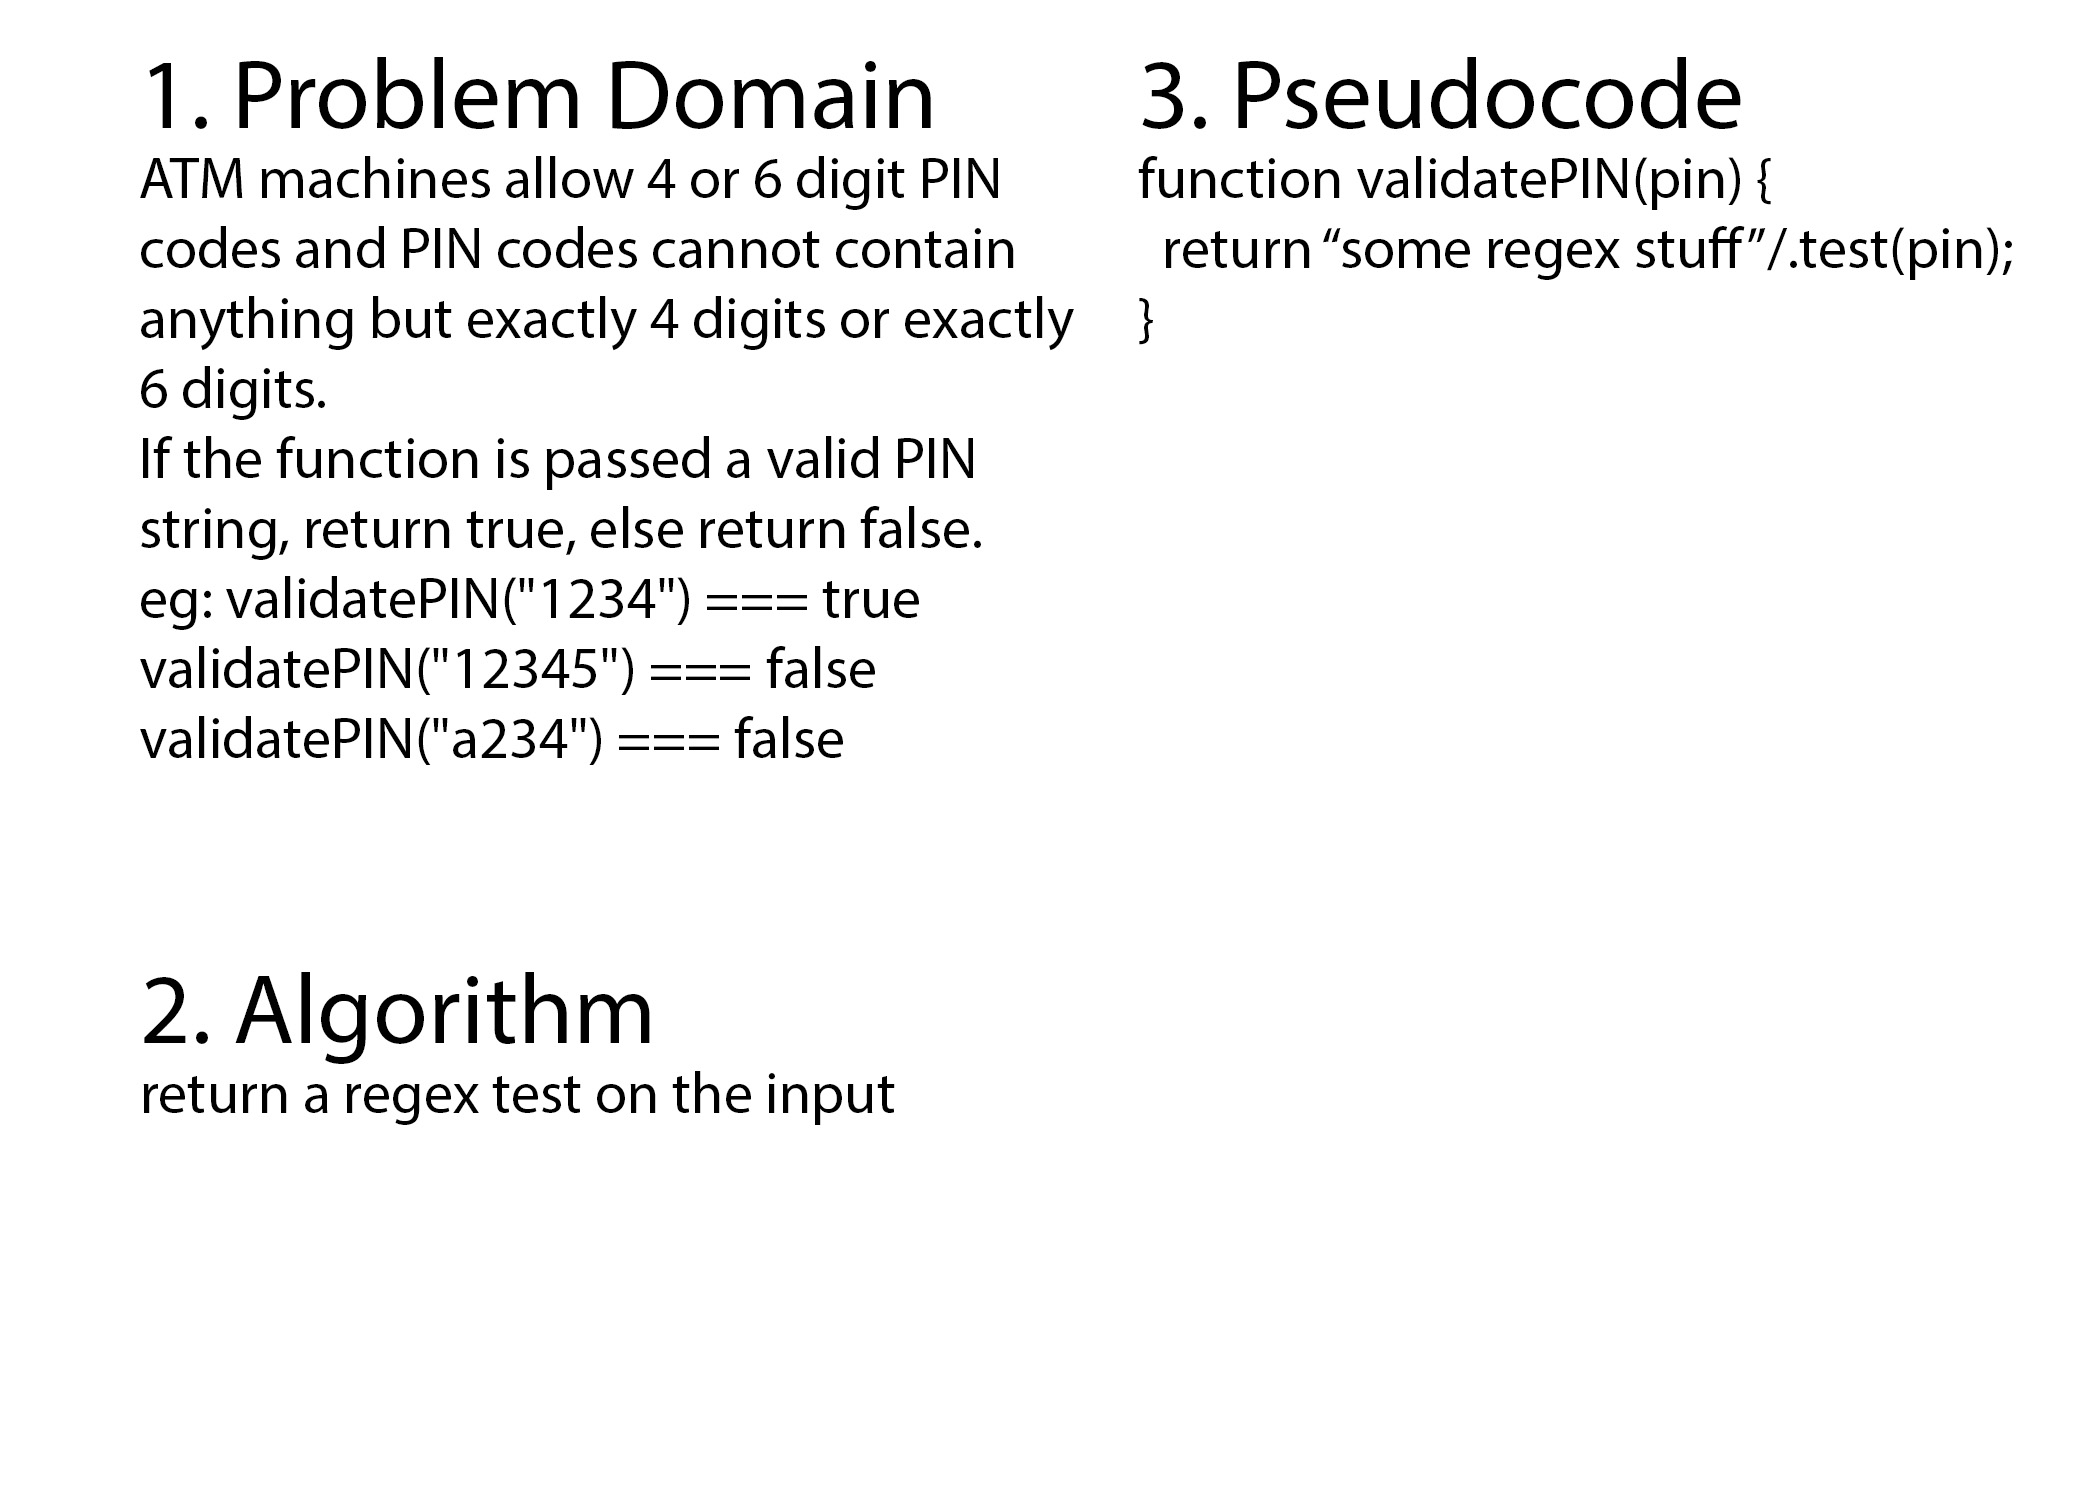 1. Problem Domain
ATM machines allow 4 or 6 digit PIN
codes and PIN codes cannot contain
anything but exactly 4 digits or exactly
6 digits.
If the function is passed a valid PIN
string, return true, else return false.
eg: validatePIN("1234") === true
validatePIN("12345") === false
validatePIN("a234") === false
2. Algorithm
return a regex test on the input
3. Pseudocode
function validatePIN(pin) {
  return “some regex stuff”/.test(pin);
}